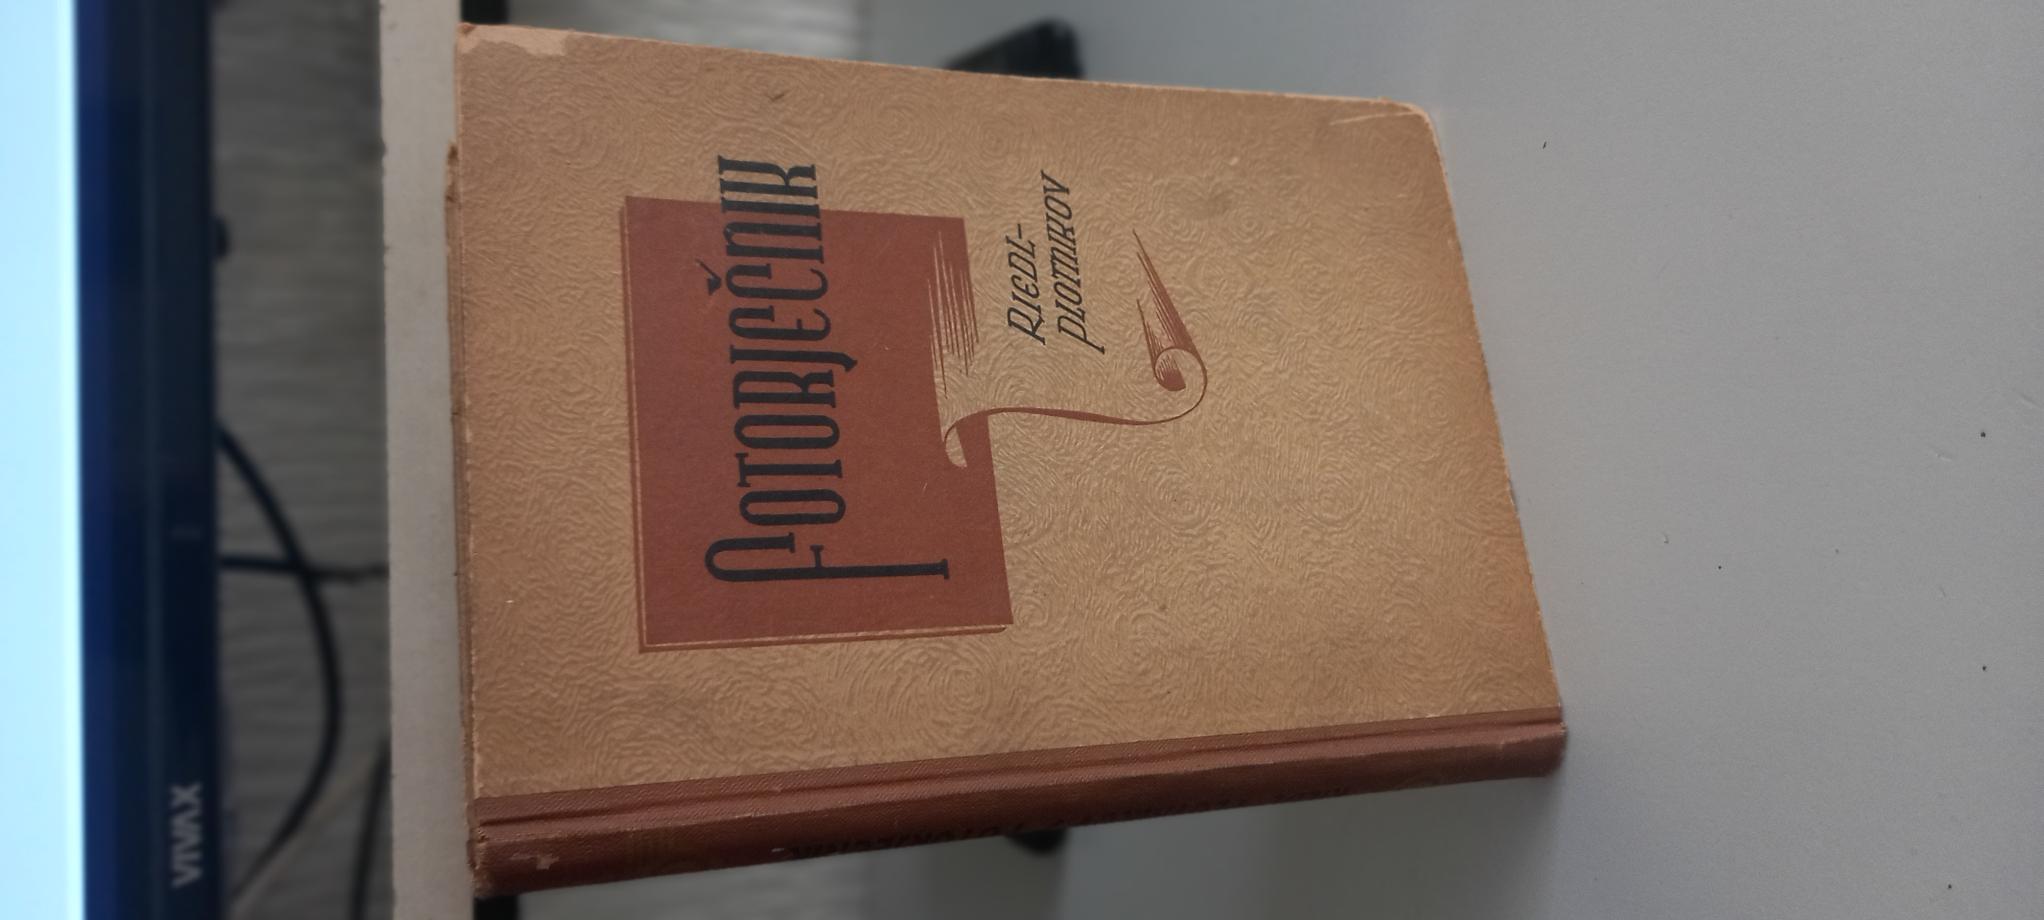 FOTORJEČNIK
RIEDL-
PLOTNIKOV
VIVAX